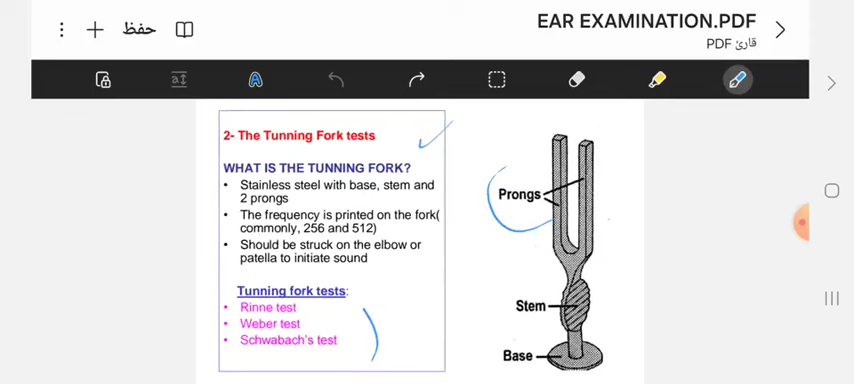 EAR EXAMINATION.PDF
قارئ PDF
حفظ
2- The Tunning Fork tests
WHAT IS THE TUNNING FORK?
• Stainless steel with base, stem and
2 prongs
• The frequency is printed on the fork(
commonly, 256 and 512)
• Should be struck on the elbow or
patella to initiate sound
Tunning fork tests:
• Rinne test
• Weber test
• Schwabach's test
Prongs
Stem
Base